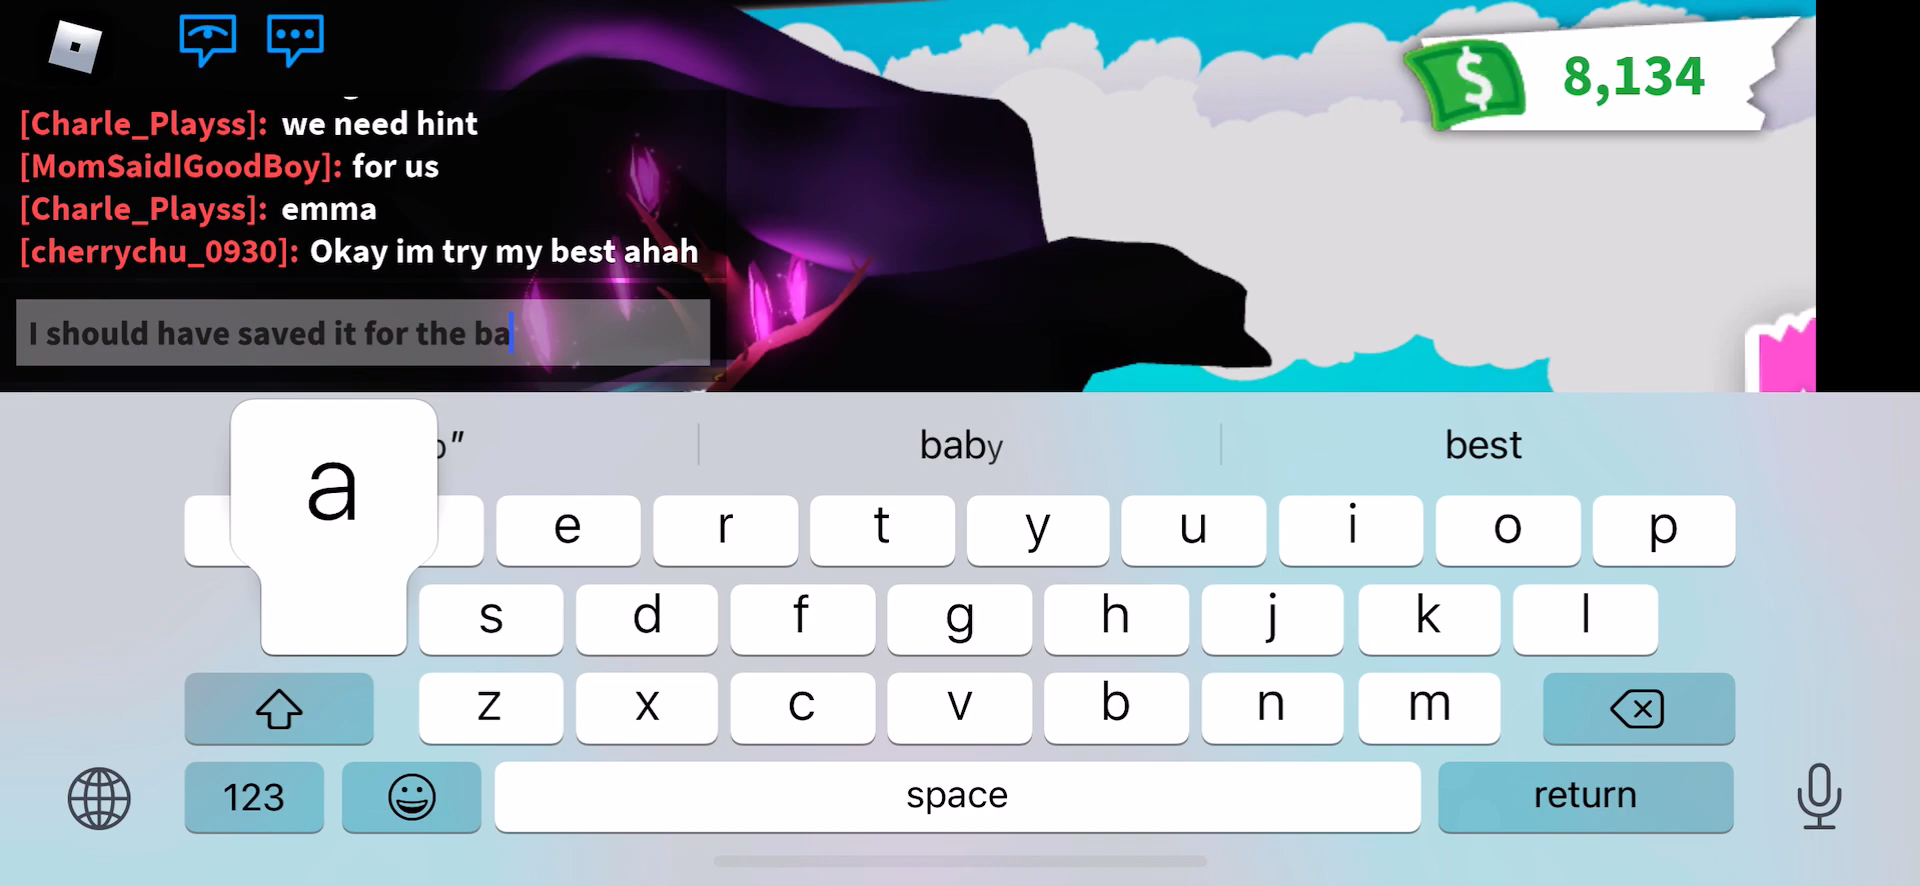 [Charle_Playss]: we need hint
[MomSaidIGoodBoy]: for us
[Charle_Playss]: emma
[cherrychu_0930]: Okay im try my best ahah
I should have saved it for the ba
$ 8,134
baby best
a
e r t y u i o p
s d f g h j k l
z x c v b n m
123 space return